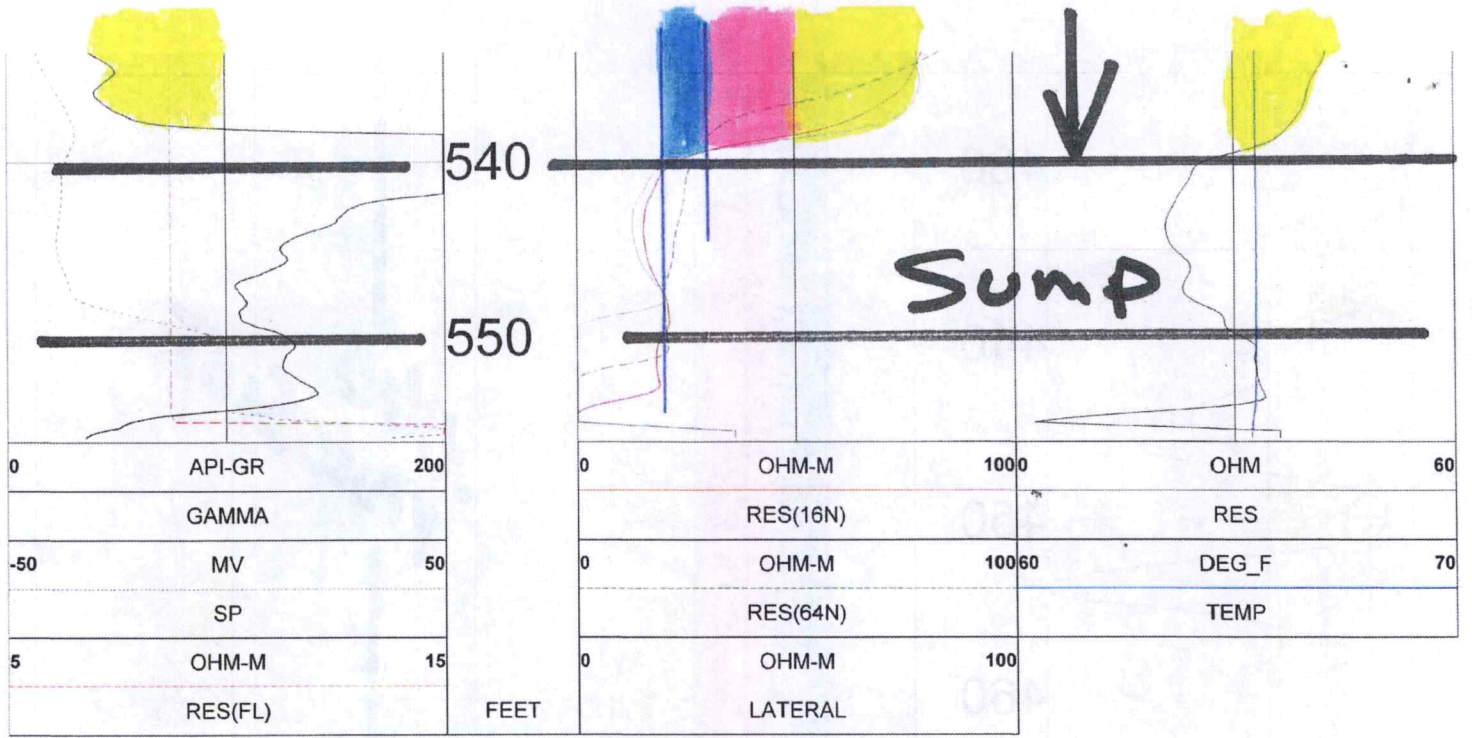 540
Sump
550
0 API-GR 200 0 OHM-M 100 0 OHM 60
GAMMA RES(16N) RES
-50 MV 50 0 OHM-M 100 60 DEG_F 70
SP RES(64N) TEMP
5 OHM-M 15 0 OHM-M 100
RES(FL) FEET LATERAL